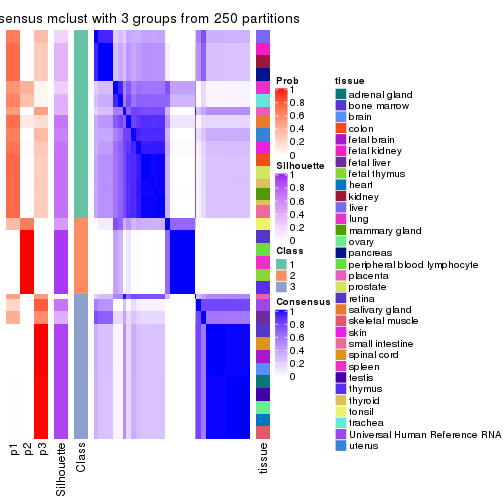 sensus mclust with 3 groups from 250 partitions
Prob
1
0.8
0.6
0.4
0.2
0
Silhouette
1
0.8
0.6
0.4
0.2
0
Class
1
2
3
Consensus
1
0.8
0.6
0.4
0.2
0
tissue
adrenal gland
bone marrow
brain
colon
fetal brain
fetal kidney
fetal liver
fetal thymus
heart
kidney
liver
lung
mammary gland
ovary
pancreas
peripheral blood lymphocyte
placenta
prostate
retina
salivary gland
skeletal muscle
skin
small intestine
spinal cord
spleen
testis
thymus
thyroid
tonsil
trachea
Universal Human Reference RNA
uterus
p1
p2
p3
Silhouette
Class
tissue